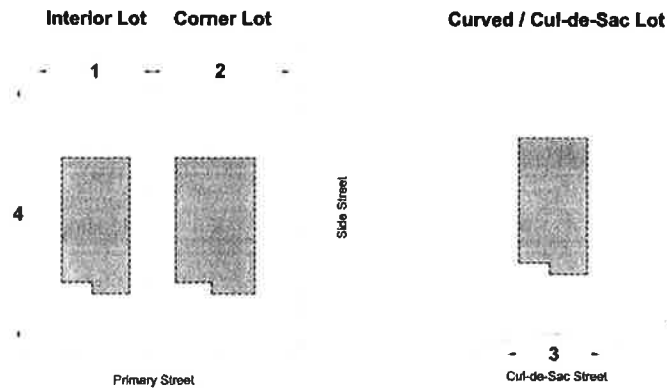 Interior Lot Corner Lot Curved / Cul-de-Sac Lot
1 2
4
Side Street
3
Primary Street Cul-de-Sac Street